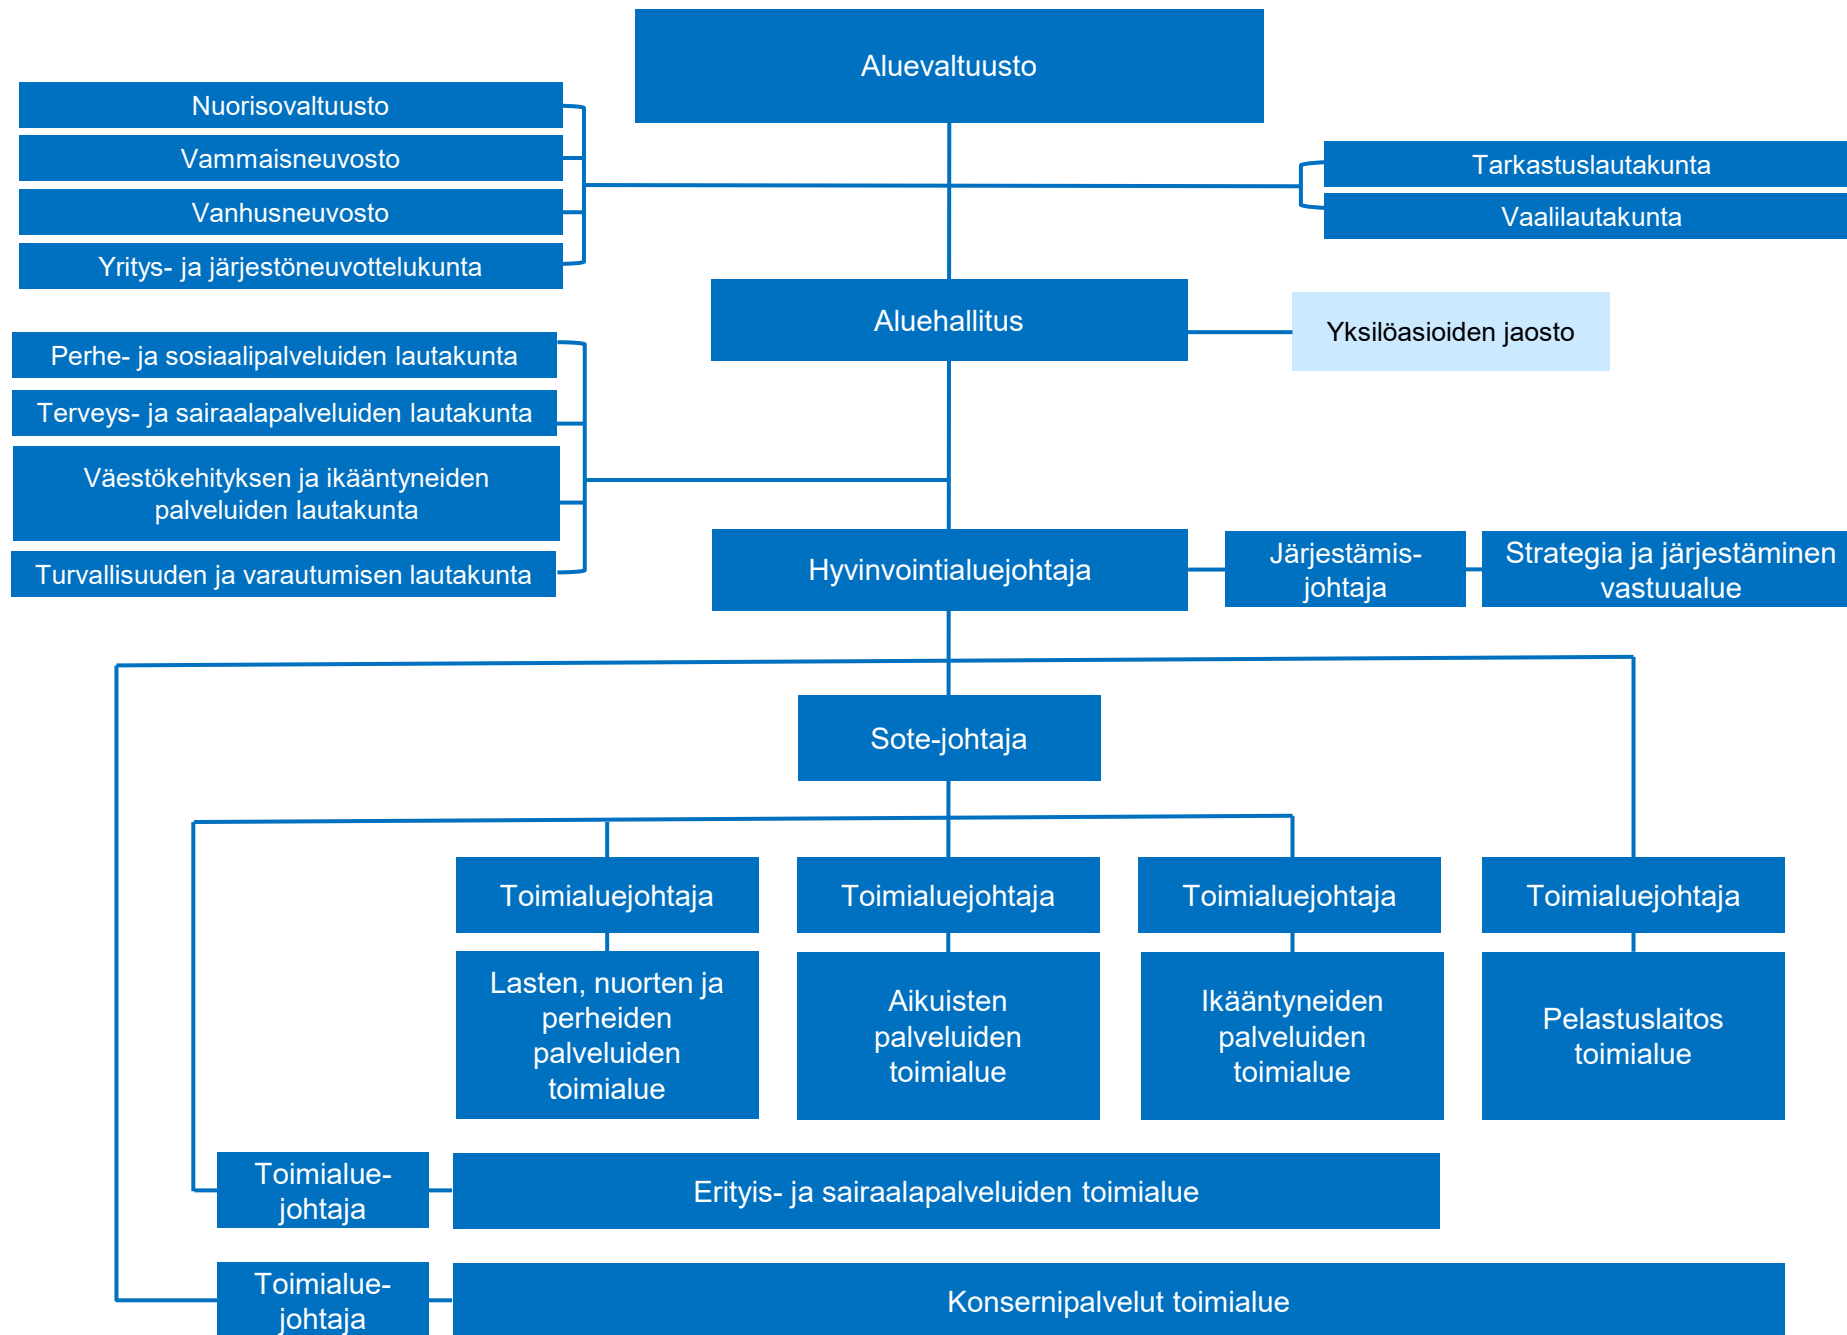 Aluevaltuusto
Nuorisovaltuusto
Vammaisneuvosto
Vanhusneuvosto
Yritys- ja järjestöneuvottelukunta
Tarkastuslautakunta
Vaalilautakunta
Aluehallitus
Yksilöasioiden jaosto
Perhe- ja sosiaalipalveluiden lautakunta
Terveys- ja sairaalapalveluiden lautakunta
Väestökehityksen ja ikääntyneiden
palveluiden lautakunta
Turvallisuuden ja varautumisen lautakunta
Hyvinvointialuejohtaja
Järjestämis-
johtaja
Strategia ja järjestäminen
vastuualue
Sote-johtaja
Toimialuejohtaja
Toimialuejohtaja
Toimialuejohtaja
Toimialuejohtaja
Lasten, nuorten ja
perheiden
palveluiden
toimialue
Aikuisten
palveluiden
toimialue
Ikääntyneiden
palveluiden
toimialue
Pelastuslaitos
toimialue
Toimialue-
johtaja
Erityis- ja sairaalapalveluiden toimialue
Toimialue-
johtaja
Konsernipalvelut toimialue